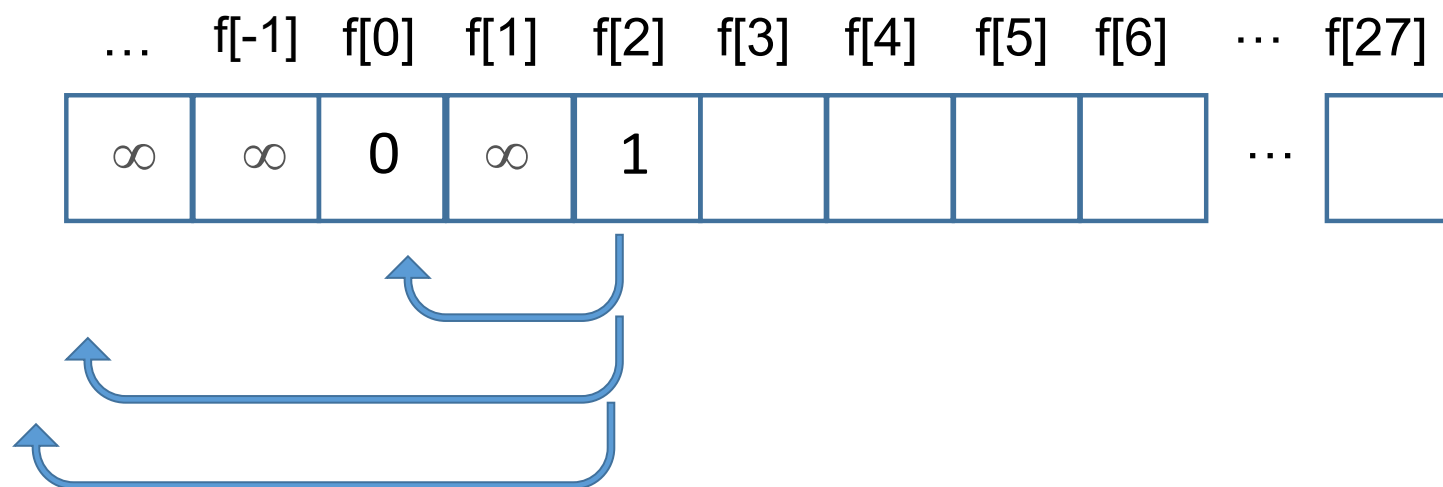 … f[-1] f[0] f[1] f[2] f[3] f[4] f[5] f[6] … f[27]
∞ ∞ 0 ∞ 1 …